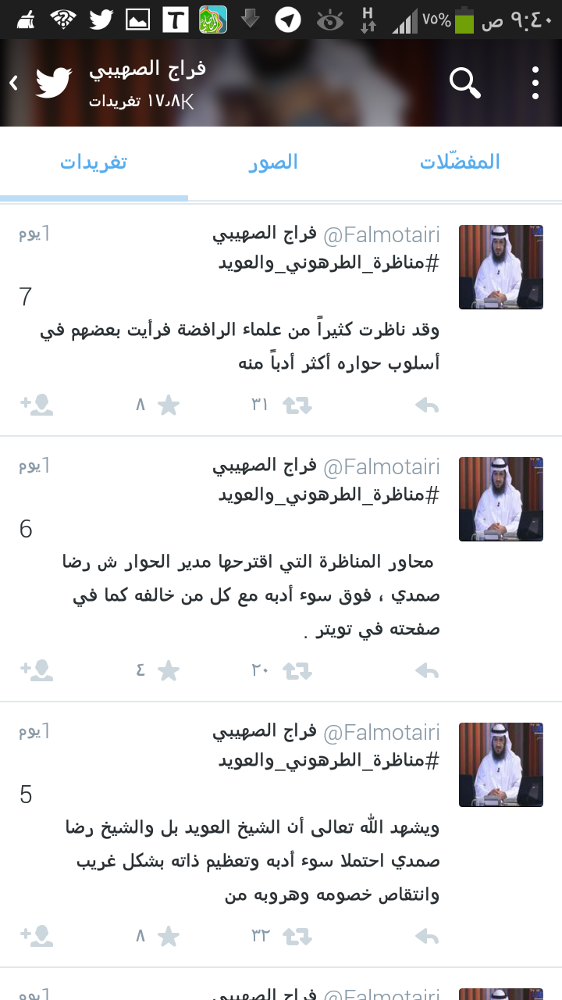 ٩:٤٠ ص ٧٥% H T
فراج الصهيبي
١٧٫٨K تغريدات
تغريدات الصور المفضّلات
فراج الصهيبي @Falmotairi 1يوم
#مناظرة_الطرهوني_والعويد
7
وقد ناظرت كثيراً من علماء الرافضة فرأيت بعضهم في
أسلوب حواره أكثر أدباً منه
٨ ٣١
فراج الصهيبي @Falmotairi 1يوم
#مناظرة_الطرهوني_والعويد
6
محاور المناظرة التي اقترحها مدير الحوار ش رضا
صمدي ، فوق سوء أدبه مع كل من خالفه كما في
صفحته في تويتر .
٤ ٢٠
فراج الصهيبي @Falmotairi 1يوم
#مناظرة_الطرهوني_والعويد
5
ويشهد الله تعالى أن الشيخ العويد بل والشيخ رضا
صمدي احتملا سوء أدبه وتعظيم ذاته بشكل غريب
وانتقاص خصومه وهروبه من
٨ ٣٢
فراج الصهيبي @Falmotairi 1يوم